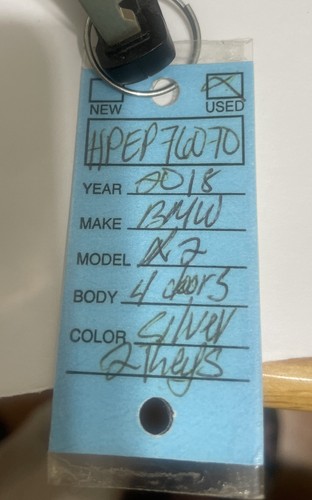 NEW USED
HPEP76070
YEAR 2018
MAKE BMW
MODEL X2
BODY 4 doors
COLOR Silver
2 Keys